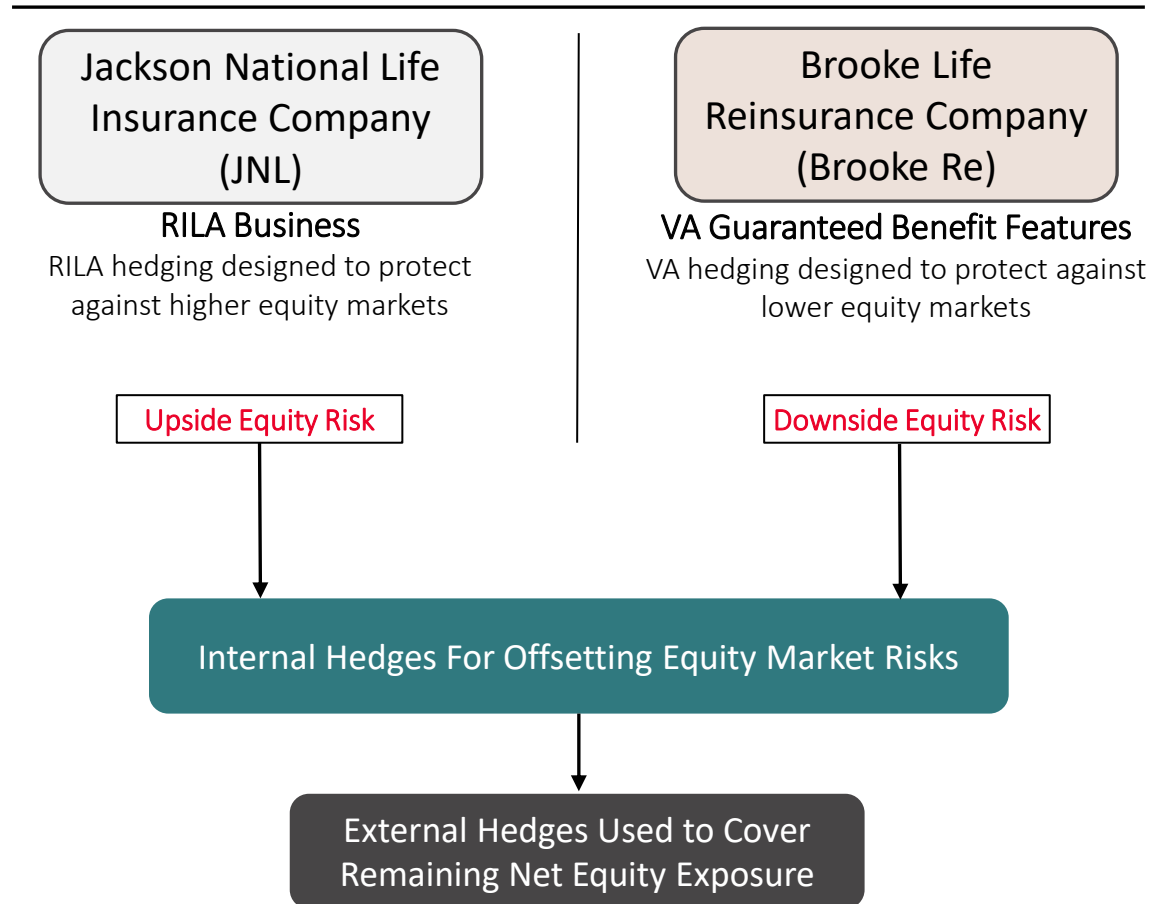 Jackson National Life
Insurance Company
(JNL)
RILA Business
RILA hedging designed to protect
against higher equity markets
Upside Equity Risk
Brooke Life
Reinsurance Company
(Brooke Re)
VA Guaranteed Benefit Features
VA hedging designed to protect against
lower equity markets
Downside Equity Risk
Internal Hedges For Offsetting Equity Market Risks
External Hedges Used to Cover
Remaining Net Equity Exposure